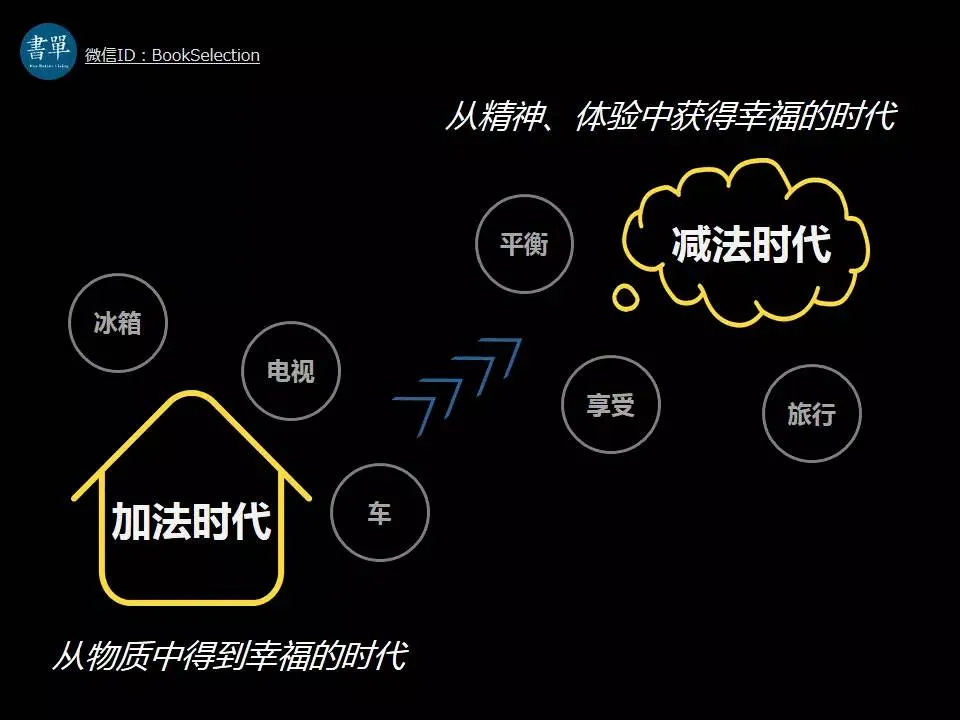 書單
微信ID：BookSelection
从精神、体验中获得幸福的时代
平衡
减法时代
冰箱
电视
享受
旅行
加法时代
车
从物质中得到幸福的时代